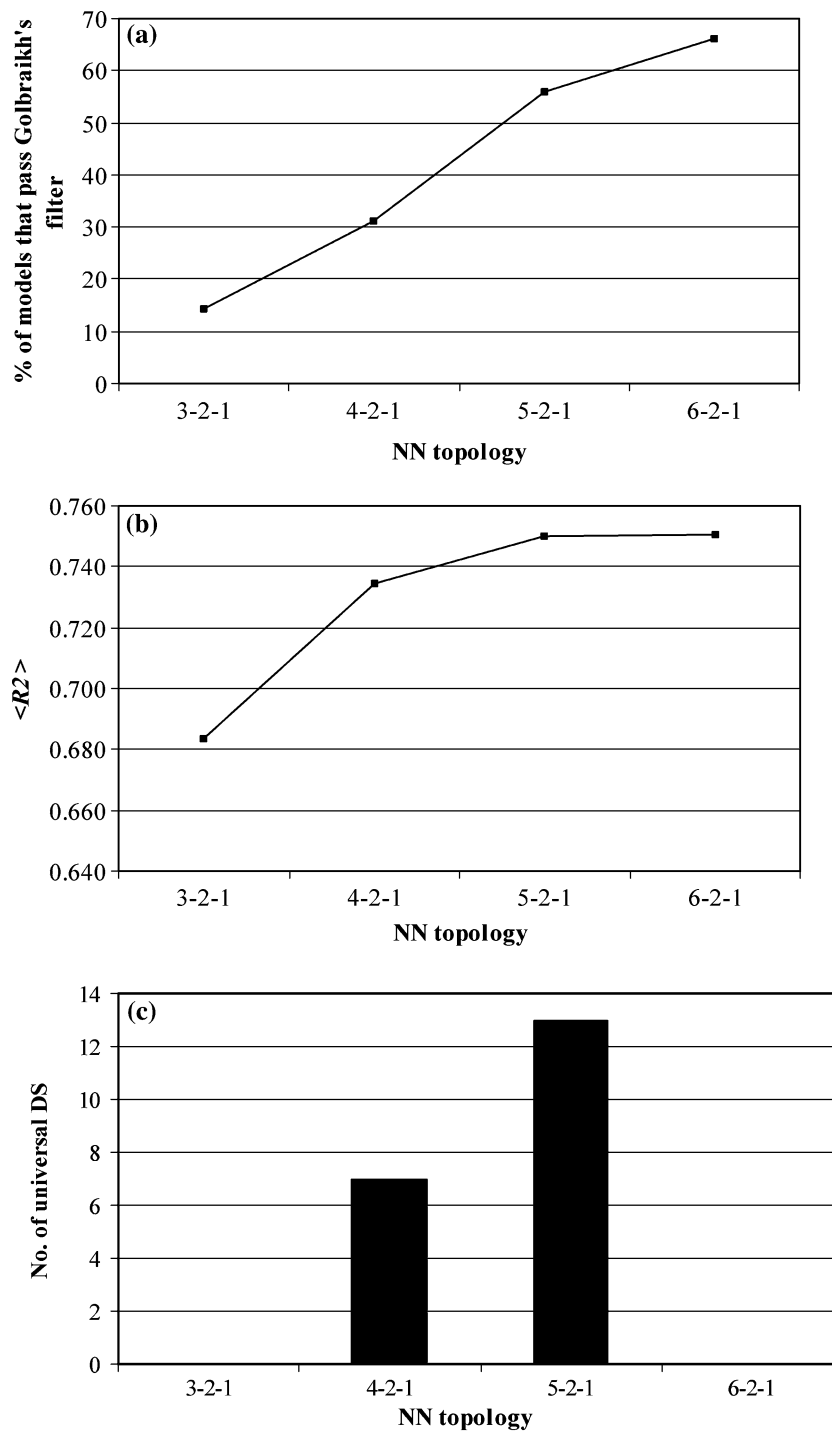 (a)
% of models that pass Golbraikh's
filter
70
60
50
40
30
20
10
0
3-2-1 4-2-1 5-2-1 6-2-1
NN topology
(b)
<R2>
0.760
0.740
0.720
0.700
0.680
0.660
0.640
3-2-1 4-2-1 5-2-1 6-2-1
NN topology
(c)
No. of universal DS
14
12
10
8
6
4
2
0
3-2-1 4-2-1 5-2-1 6-2-1
NN topology